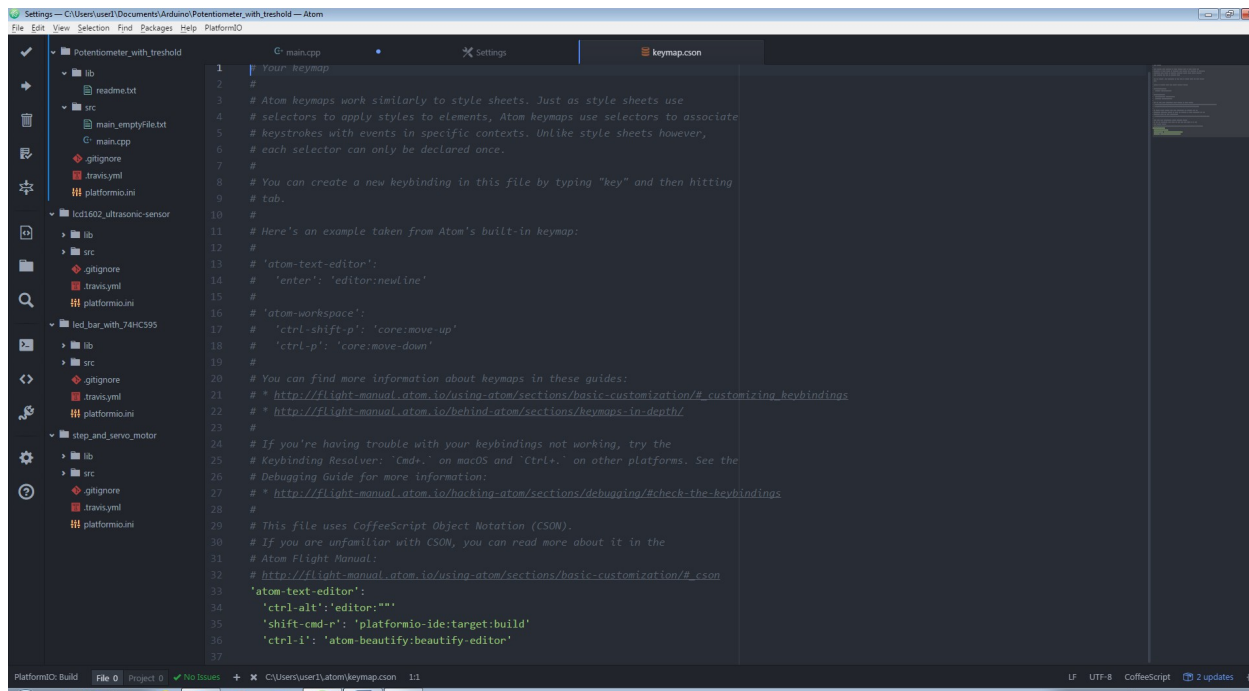 Settings — C:\Users\user1\Documents\Arduino\Potentiometer_with_treshold — Atom
File Edit View Selection Find Packages Help PlatformIO
Potentiometer_with_treshold
lib
readme.txt
src
main_emptyFile.txt
main.cpp
.gitignore
.travis.yml
platformio.ini
lcd1602_ultrasonic-sensor
lib
src
.gitignore
.travis.yml
platformio.ini
led_bar_with_74HC595
lib
src
.gitignore
.travis.yml
platformio.ini
step_and_servo_motor
lib
src
.gitignore
.travis.yml
platformio.ini
main.cpp Settings keymap.cson
1 # Your keymap
2 #
3 # Atom keymaps work similarly to style sheets. Just as style sheets use
4 # selectors to apply styles to elements, Atom keymaps use selectors to associate
5 # keystrokes with events in specific contexts. Unlike style sheets however,
6 # each selector can only be declared once.
7 #
8 # You can create a new keybinding in this file by typing "key" and then hitting
9 # tab.
10 #
11 # Here's an example taken from Atom's built-in keymap:
12 #
13 # 'atom-text-editor':
14 #   'enter': 'editor:newline'
15 #
16 # 'atom-workspace':
17 #   'ctrl-shift-p': 'core:move-up'
18 #   'ctrl-p': 'core:move-down'
19 #
20 # You can find more information about keymaps in these guides:
21 # * http://flight-manual.atom.io/using-atom/sections/basic-customization/#_customizing_keybindings
22 # * http://flight-manual.atom.io/behind-atom/sections/keymaps-in-depth/
23 #
24 # If you're having trouble with your keybindings not working, try the
25 # Keybinding Resolver: `Cmd+.` on macOS and `Ctrl+.` on other platforms. See the
26 # Debugging Guide for more information:
27 # * http://flight-manual.atom.io/hacking-atom/sections/debugging/#check-the-keybindings
28 #
29 # This file uses CoffeeScript Object Notation (CSON).
30 # If you are unfamiliar with CSON, you can read more about it in the
31 # Atom Flight Manual:
32 # http://flight-manual.atom.io/using-atom/sections/basic-customization/#_cson
33 'atom-text-editor':
34   'ctrl-alt':'editor:""'
35   'shift-cmd-r': 'platformio-ide:target:build'
36   'ctrl-i': 'atom-beautify:beautify-editor'
37
PlatformIO: Build File 0 Project 0 No Issues + C:\Users\user1\.atom\keymap.cson 1:1 LF UTF-8 CoffeeScript 2 updates